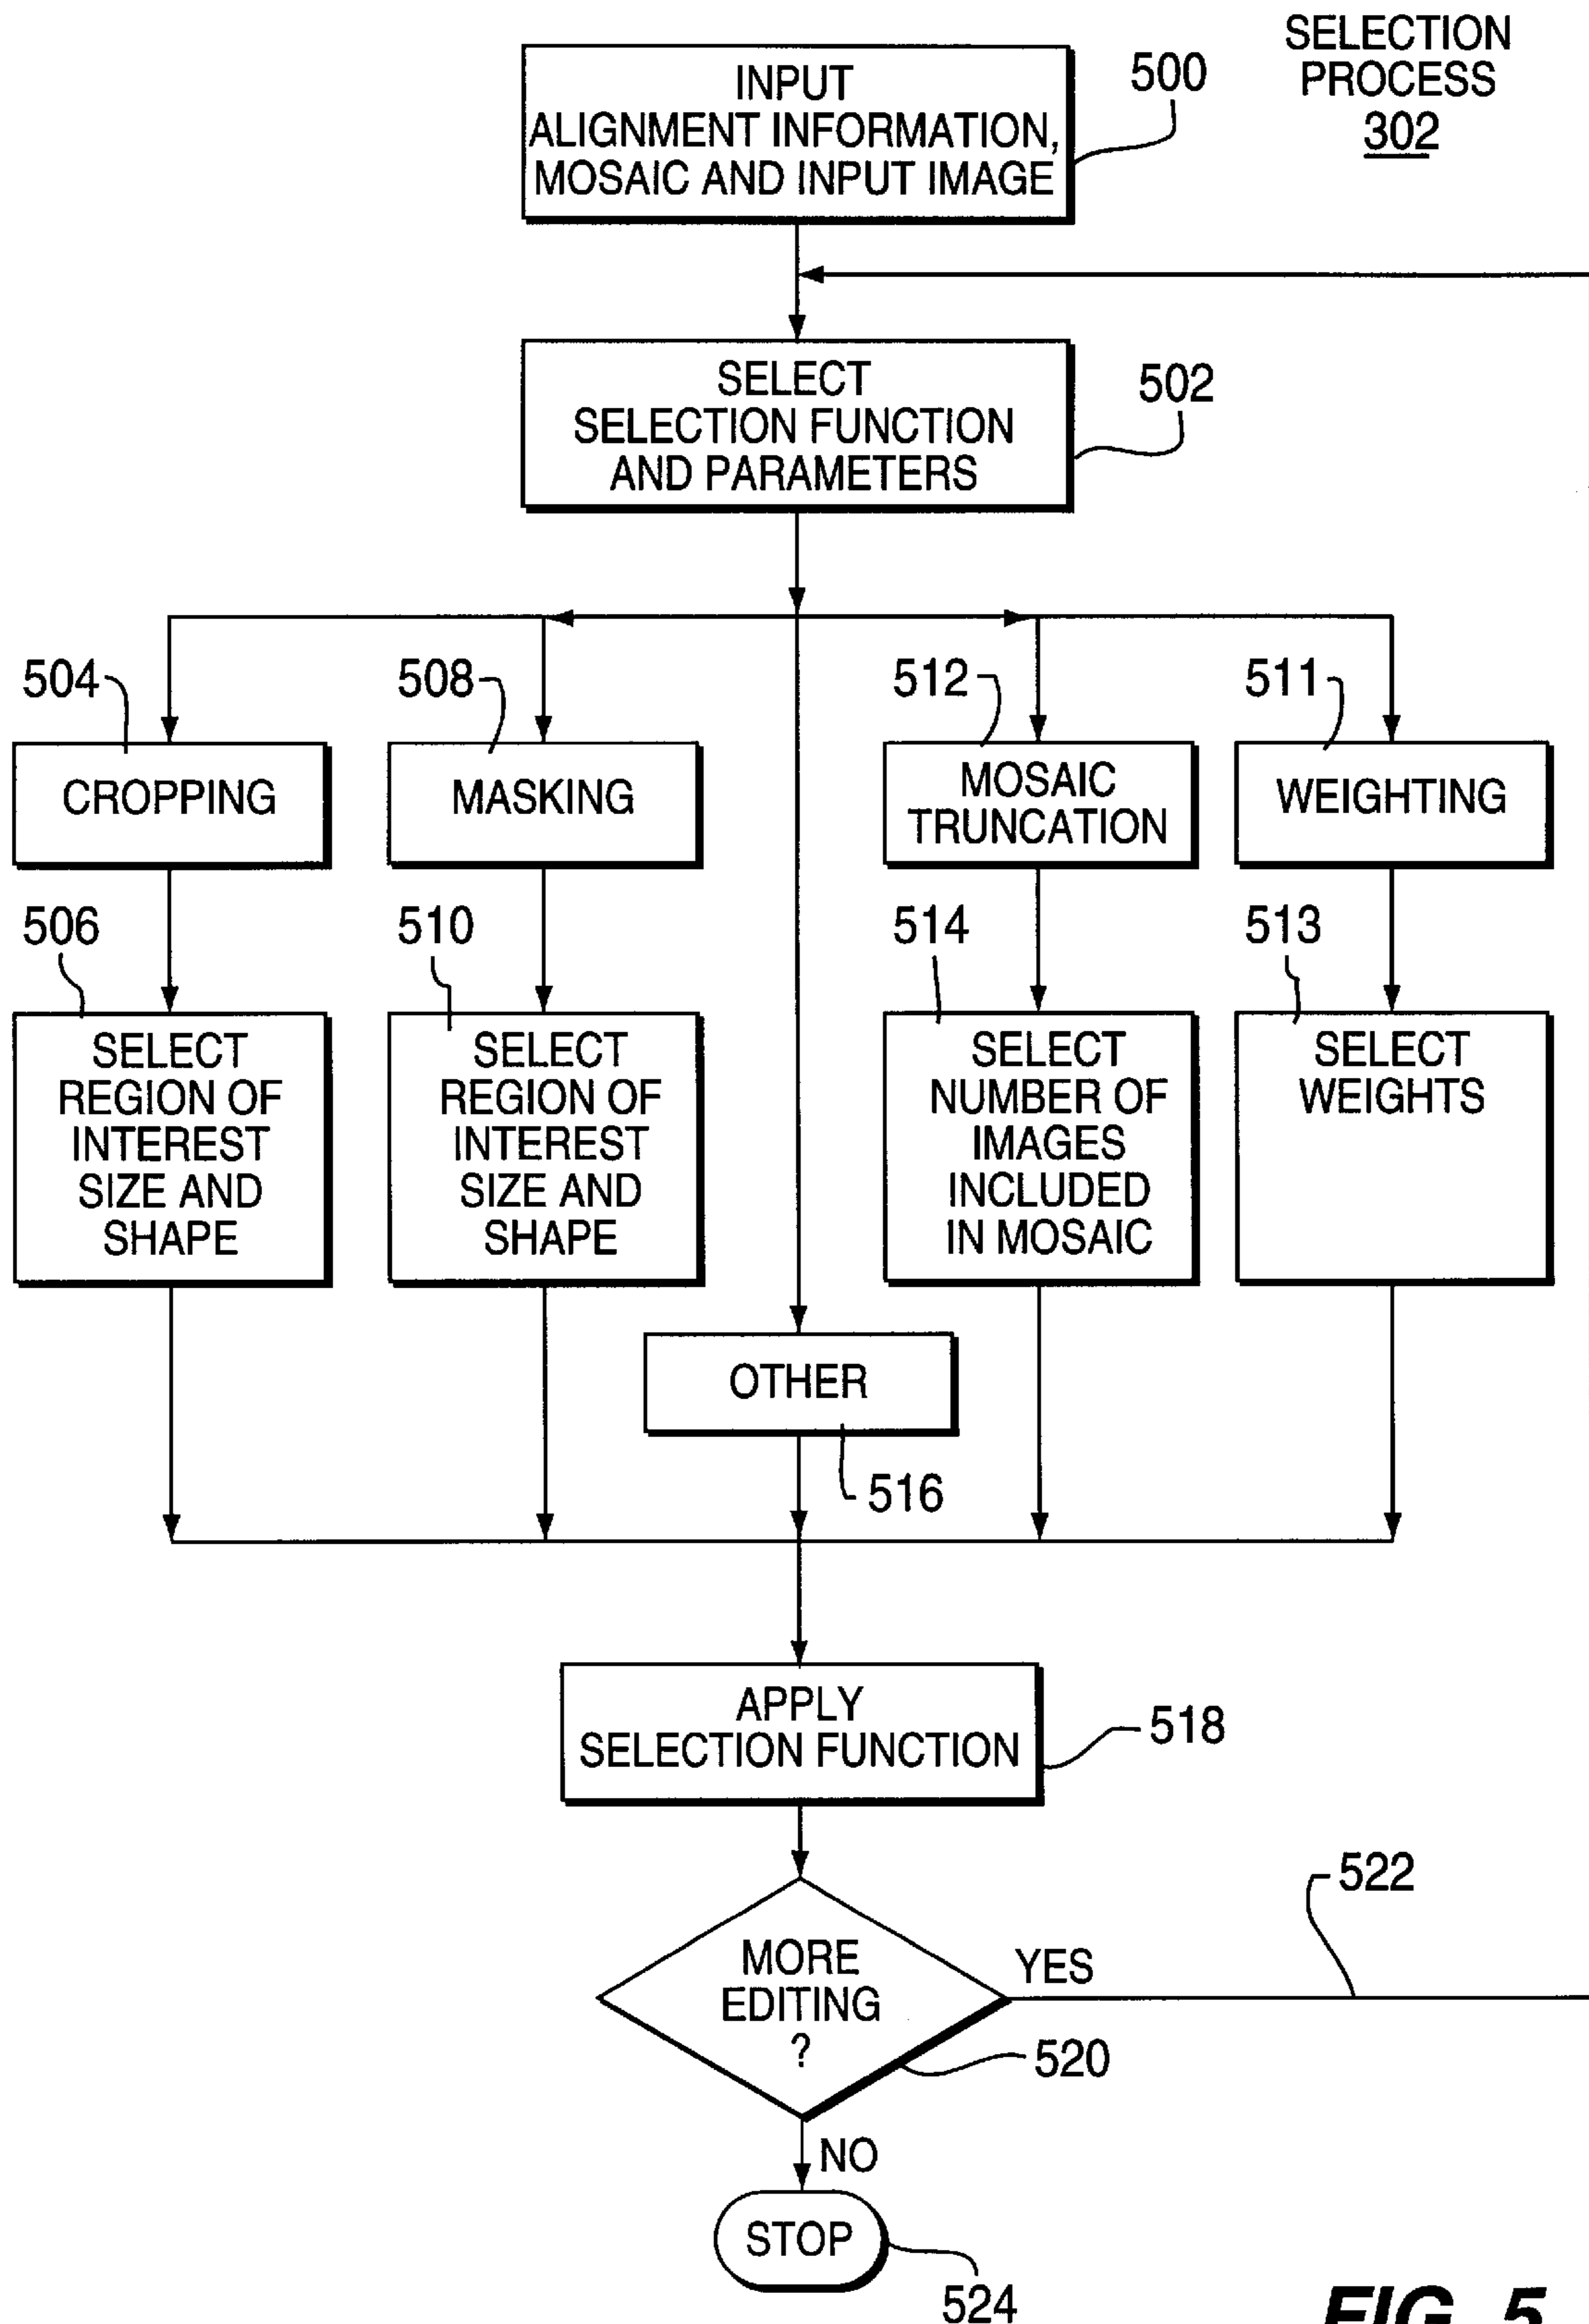 SELECTION
PROCESS
302
INPUT
ALIGNMENT INFORMATION,
MOSAIC AND INPUT IMAGE
500
SELECT
SELECTION FUNCTION
AND PARAMETERS
502
504
508
512
511
CROPPING
MASKING
MOSAIC
TRUNCATION
WEIGHTING
506
510
514
513
SELECT
REGION OF
INTEREST
SIZE AND
SHAPE
SELECT
REGION OF
INTEREST
SIZE AND
SHAPE
SELECT
NUMBER OF
IMAGES
INCLUDED
IN MOSAIC
SELECT
WEIGHTS
OTHER
516
APPLY
SELECTION FUNCTION
518
522
MORE
EDITING
?
YES
520
NO
STOP
524
FIG. 5